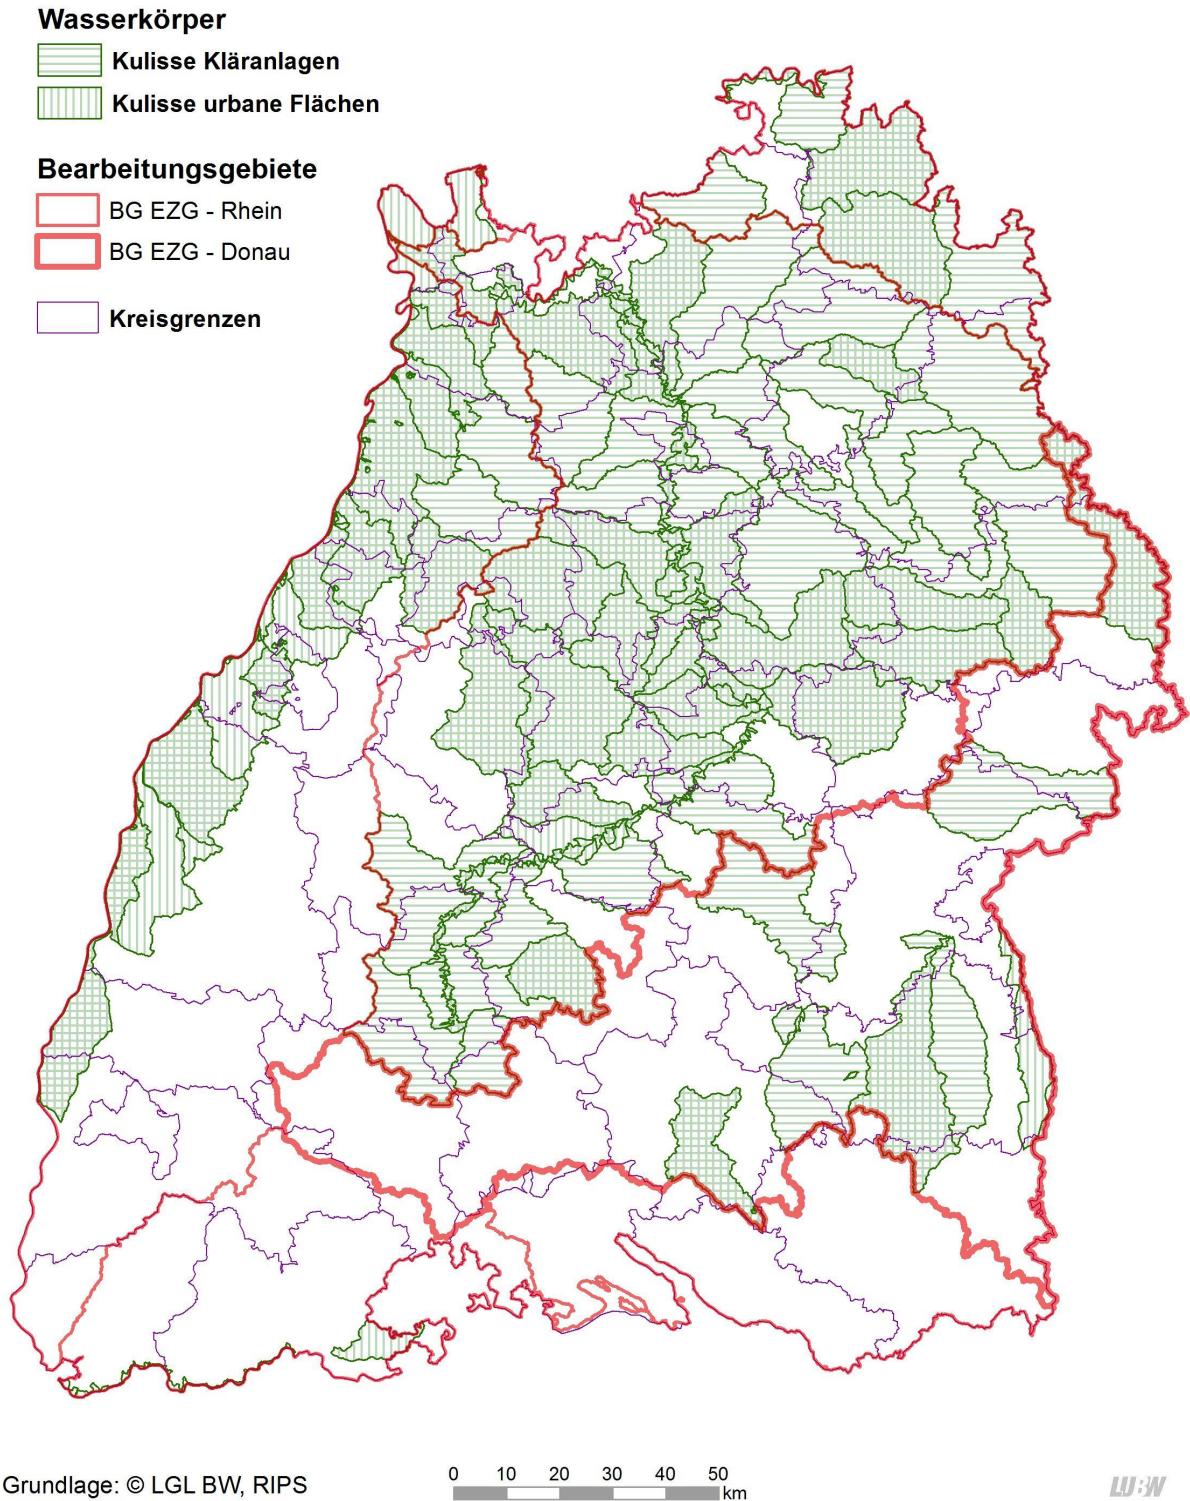 Wasserkörper
Kulisse Kläranlagen
Kulisse urbane Flächen
Bearbeitungsgebiete
BG EZG - Rhein
BG EZG - Donau
Kreisgrenzen
Grundlage: © LGL BW, RIPS
0 10 20 30 40 50
km
LUBW